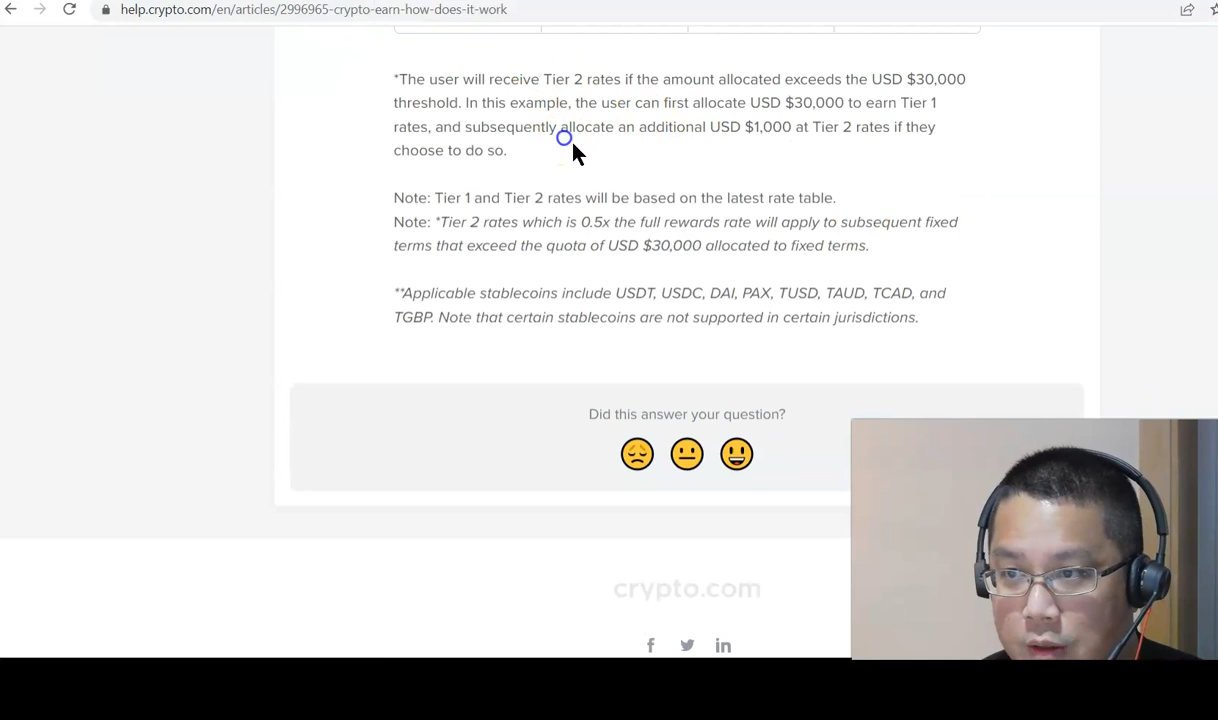 help.crypto.com/en/articles/2996965-crypto-earn-how-does-it-work
*The user will receive Tier 2 rates if the amount allocated exceeds the USD $30,000
threshold. In this example, the user can first allocate USD $30,000 to earn Tier 1
rates, and subsequently allocate an additional USD $1,000 at Tier 2 rates if they
choose to do so.
Note: Tier 1 and Tier 2 rates will be based on the latest rate table.
Note: *Tier 2 rates which is 0.5x the full rewards rate will apply to subsequent fixed
terms that exceed the quota of USD $30,000 allocated to fixed terms.
**Applicable stablecoins include USDT, USDC, DAI, PAX, TUSD, TAUD, TCAD, and
TGBP. Note that certain stablecoins are not supported in certain jurisdictions.
Did this answer your question?
crypto.com